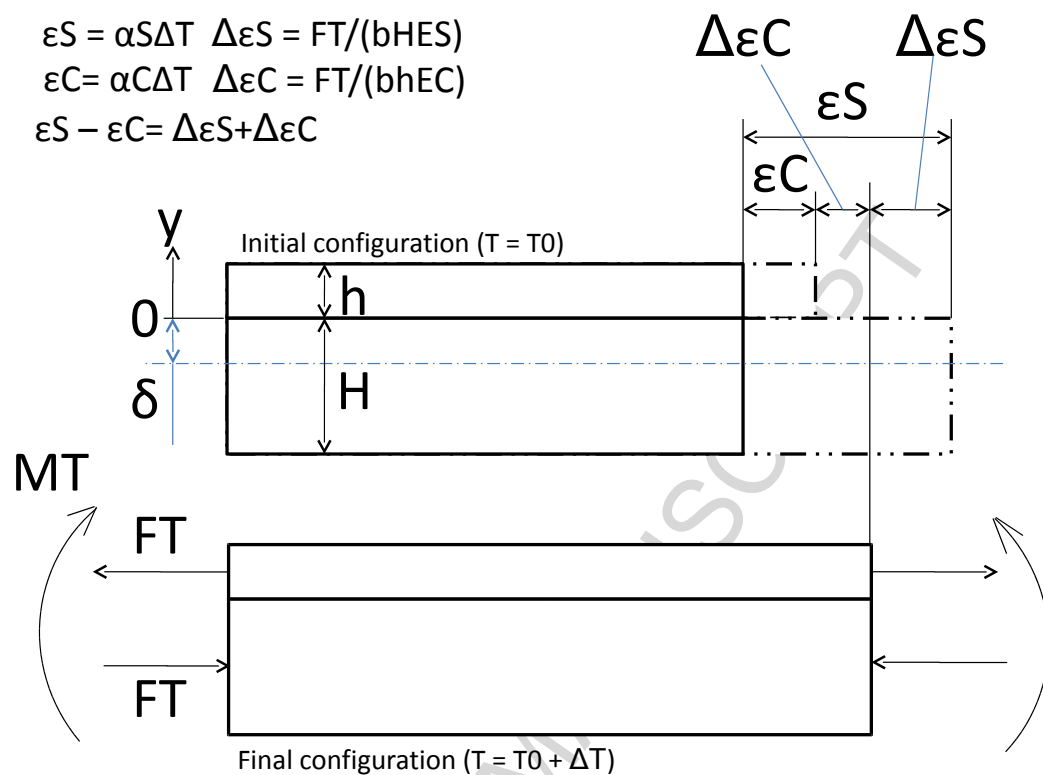 εS = αSΔT ΔεS = FT/(bHES)
εC= αCΔT ΔεC = FT/(bhEC)
εS – εC= ΔεS+ΔεC
ΔεC ΔεS
εS
εC
y
Initial configuration (T = T0)
h
0
H
δ
MT
FT
FT
Final configuration (T = T0 + ΔT)